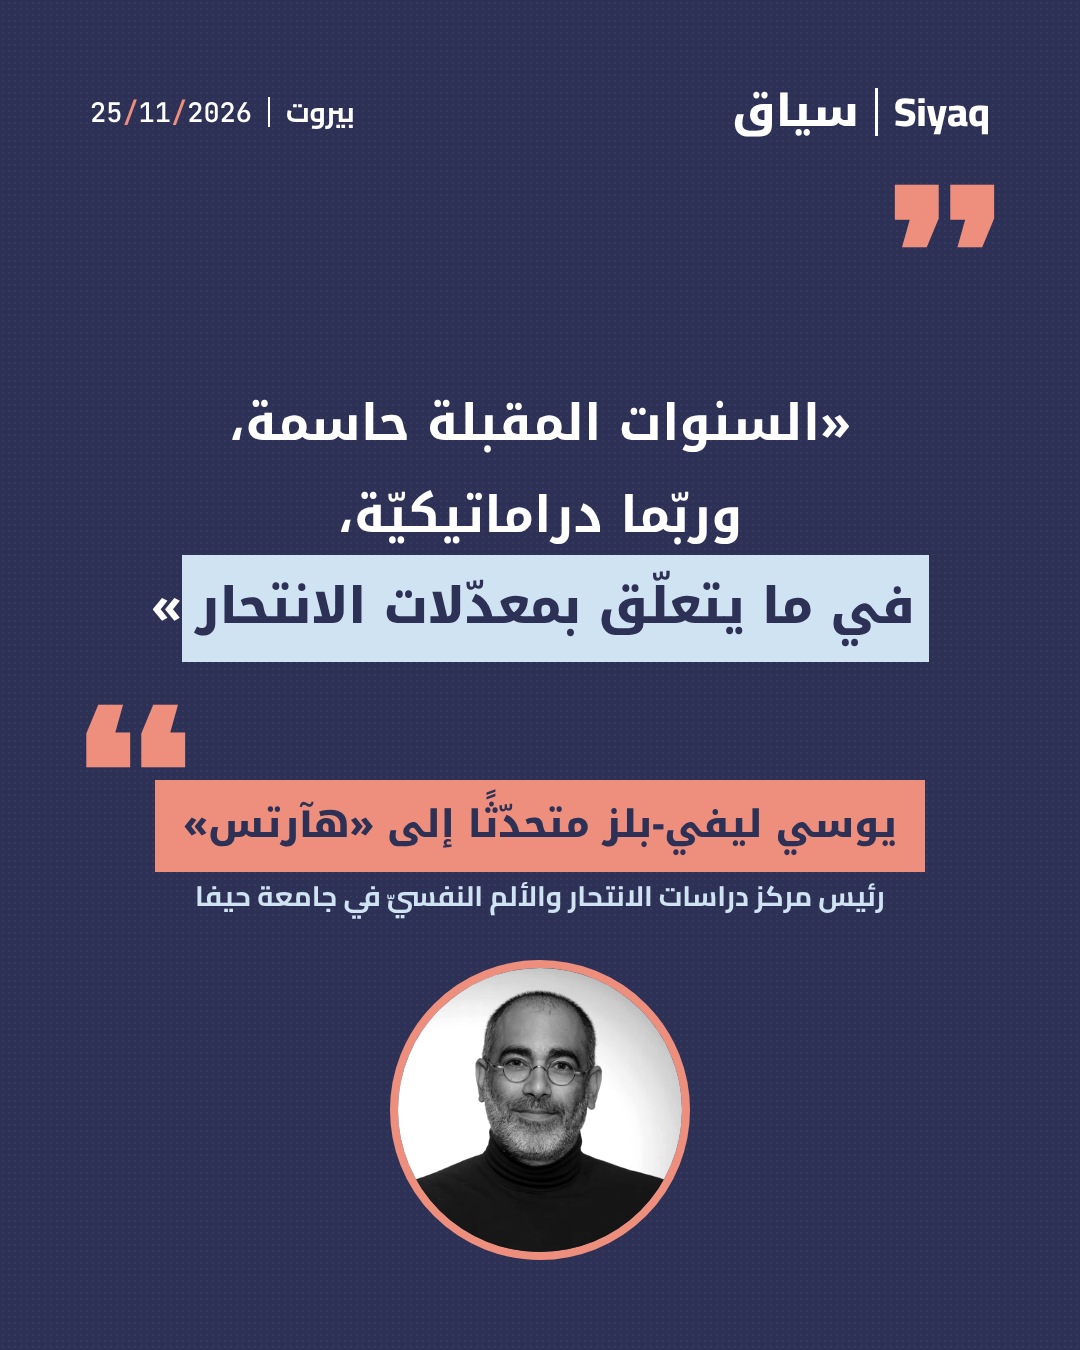 سياق | Siyaq
بيروت | 25/11/2026
”
«السنوات المقبلة حاسمة،
وربّما دراماتيكيّة،
في ما يتعلّق بمعدّلات الانتحار»
“
يوسي ليفي-بلز متحدّثًا إلى «هآرتس»
رئيس مركز دراسات الانتحار والألم النفسيّ في جامعة حيفا